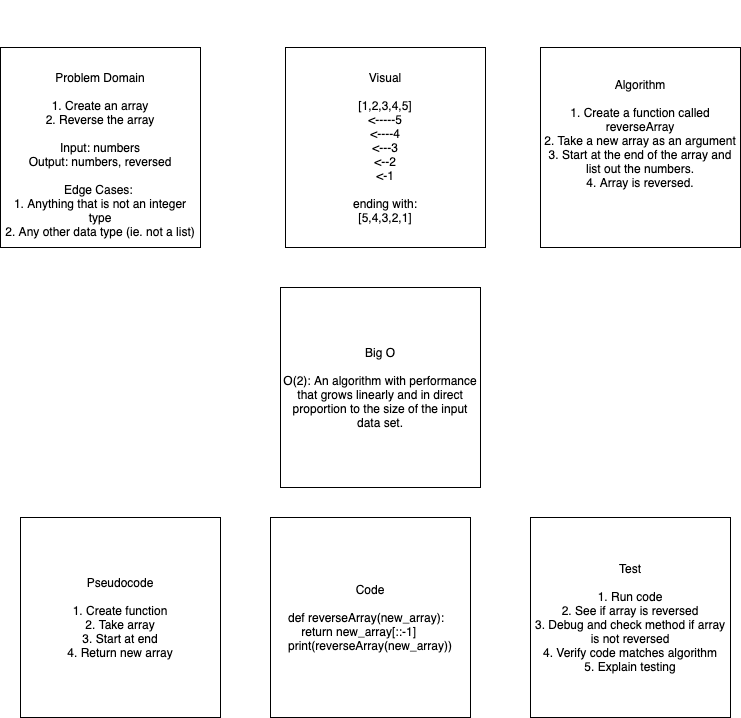 Problem Domain
1. Create an array
2. Reverse the array
Input: numbers
Output: numbers, reversed
Edge Cases:
1. Anything that is not an integer
type
2. Any other data type (ie. not a list)
Visual
[1,2,3,4,5]
<-----5
<----4
<---3
<--2
<-1
ending with:
[5,4,3,2,1]
Algorithm
1. Create a function called
reverseArray
2. Take a new array as an argument
3. Start at the end of the array and
list out the numbers.
4. Array is reversed.
Big O
O(2): An algorithm with performance
that grows linearly and in direct
proportion to the size of the input
data set.
Pseudocode
1. Create function
2. Take array
3. Start at end
4. Return new array
Code
def reverseArray(new_array):
return new_array[::-1]
print(reverseArray(new_array))
Test
1. Run code
2. See if array is reversed
3. Debug and check method if array
is not reversed
4. Verify code matches algorithm
5. Explain testing